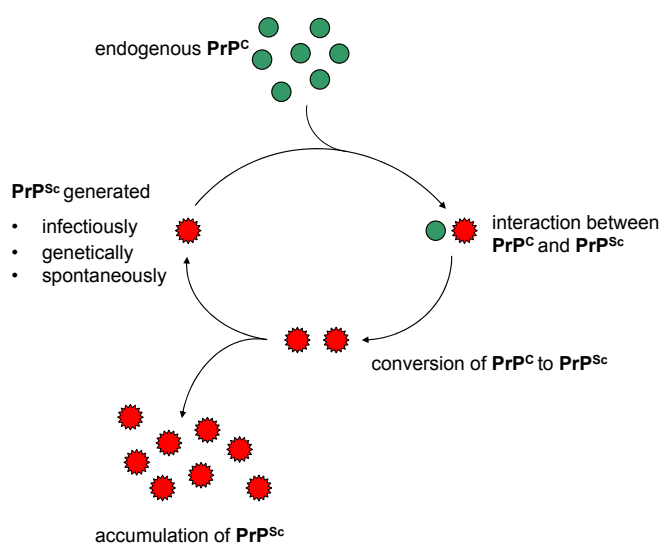 endogenous PrPC
PrPSc generated
• infectiously
• genetically
• spontaneously
interaction between
PrPC and PrPSc
conversion of PrPC to PrPSc
accumulation of PrPSc